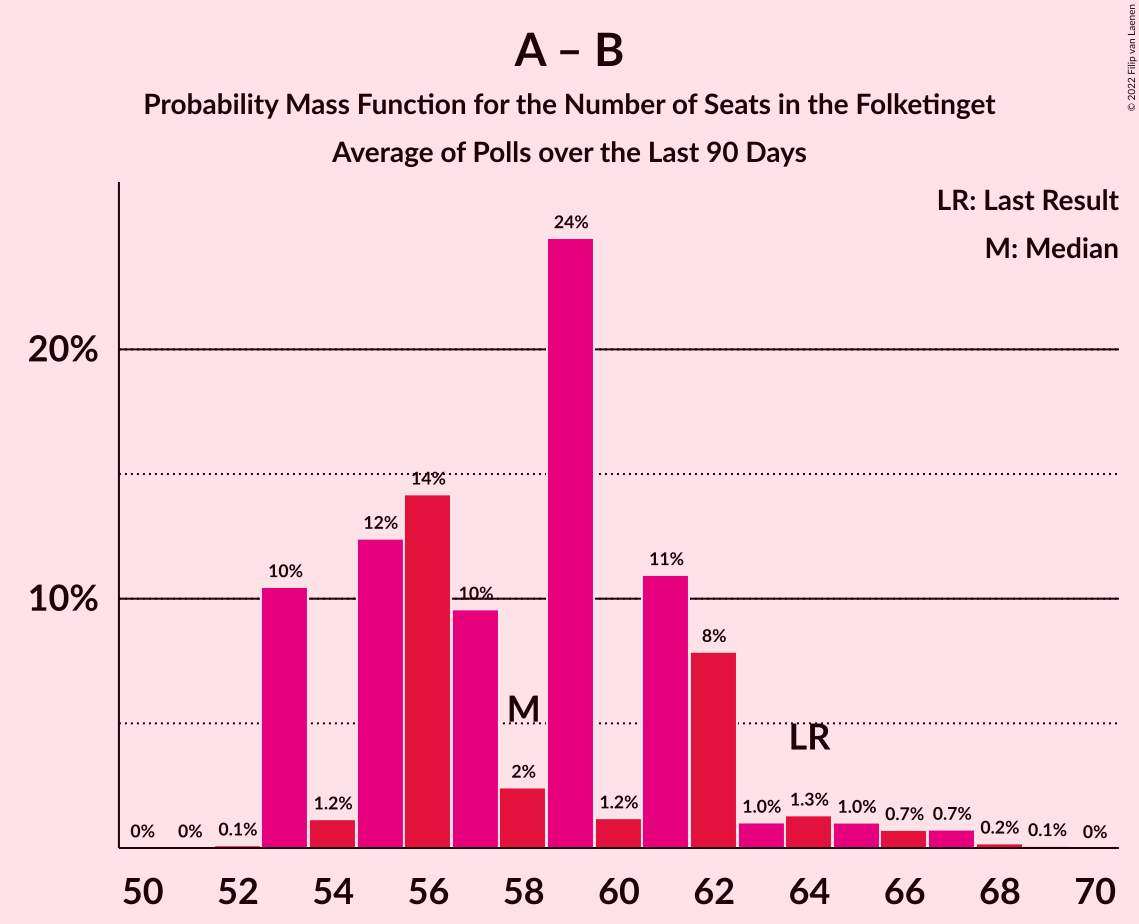 A – B
Probability Mass Function for the Number of Seats in the Folketinget
Average of Polls over the Last 90 Days
© 2022 Filip van Laenen
LR: Last Result
M: Median
20%
10%
0%
0%
0.1%
10%
1.2%
12%
14%
10%
2%
24%
1.2%
11%
8%
1.0%
1.3%
1.0%
0.7%
0.7%
0.2%
0.1%
0%
M
LR
50 52 54 56 58 60 62 64 66 68 70